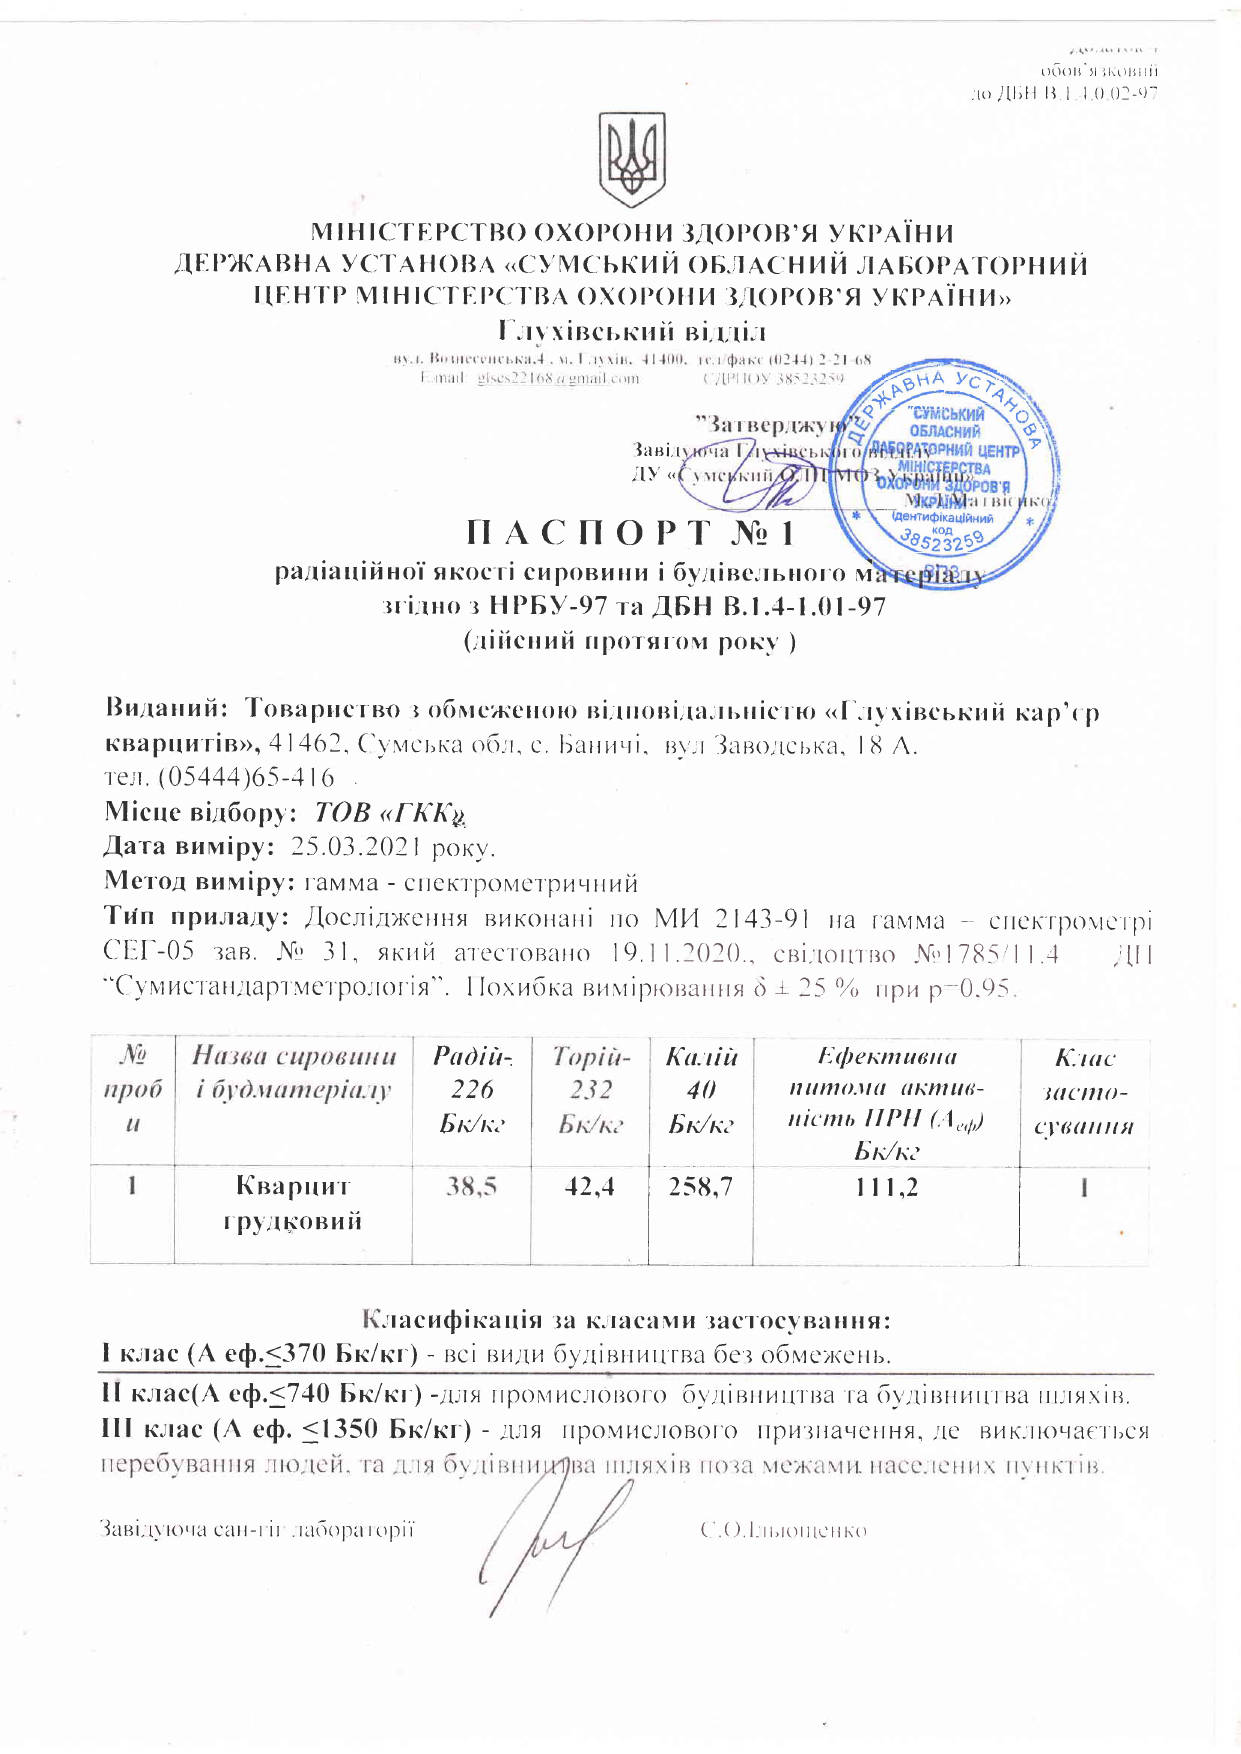 обов'язковий
до ДБН В.1.4.0.02-97
МІНІСТЕРСТВО ОХОРОНИ ЗДОРОВ'Я УКРАЇНИ
ДЕРЖАВНА УСТАНОВА «СУМСЬКИЙ ОБЛАСНИЙ ЛАБОРАТОРНИЙ
ЦЕНТР МІНІСТЕРСТВА ОХОРОНИ ЗДОРОВ'Я УКРАЇНИ»
Глухівський відділ
вул. Вознесенська,4 , м. Глухів, 41400, тел/факс (0244) 2-21-68
E-mail: glses22168@gmail.com ЄДРПОУ 38523259
"Затверджую"
Завідуюча Глухівського відділу
ДУ «Сумський ОЛЦ МОЗ України»
Матвієнко
ДЕРЖАВНА УСТАНОВА
"СУМСЬКИЙ
ОБЛАСНИЙ
ЛАБОРАТОРНИЙ ЦЕНТР
МІНІСТЕРСТВА
ОХОРОНИ ЗДОРОВ'Я
УКРАЇНИ"
Ідентифікаційний
код
38523259
П А С П О Р Т № 1
радіаційної якості сировини і будівельного матеріалу
згідно з НРБУ-97 та ДБН В.1.4-1.01-97
(дійсний протягом року )
Виданий: Товариство з обмеженою відповідальністю «Глухівський кар'єр
кварцитів», 41462, Сумська обл, с. Баничі, вул Заводська, 18 А.
тел. (05444)65-416
Місце відбору: ТОВ «ГКК».
Дата виміру: 25.03.2021 року.
Метод виміру: гамма - спектрометричний
Тип приладу: Дослідження виконані по МИ 2143-91 на гамма – спектрометрі
СЕГ-05 зав. № 31, який атестовано 19.11.2020., свідоцтво №1785/11.4 ДП
"Сумистандартметрологія". Похибка вимірювання δ ± 25 % при р=0.95.
№ проби Назва сировини і будматеріалу Радій-226 Бк/кг Торій-232 Бк/кг Калій 40 Бк/кг Ефективна питома актив-ність ПРН (Аеф) Бк/кг Клас засто-сування
1 Кварцит грудковий 38,5 42,4 258,7 111,2 1
Класифікація за класами застосування:
І клас (А еф.≤370 Бк/кг) - всі види будівництва без обмежень.
ІІ клас(А еф.≤740 Бк/кг) -для промислового будівництва та будівництва шляхів.
ІІІ клас (А еф. ≤1350 Бк/кг) - для промислового призначення, де виключається
перебування людей, та для будівництва шляхів поза межами населених пунктів.
Завідуюча сан-гіг лабораторії С.О.Ільющенко